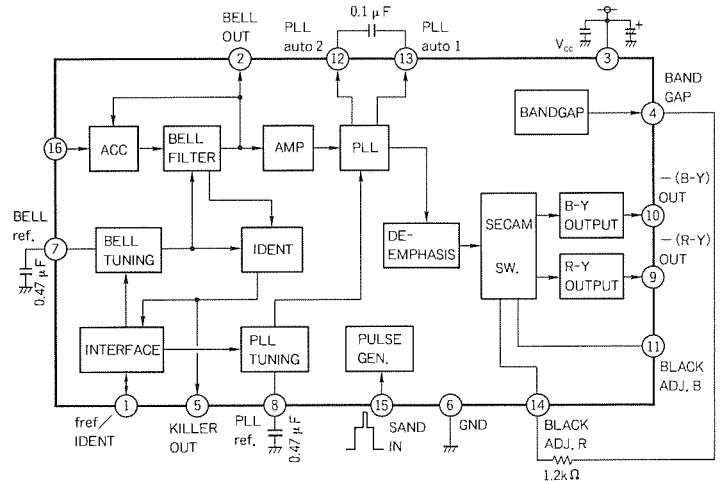 BELL
OUT
PLL
auto 2
0.1 μF
PLL
auto 1
Vcc
+
2
12
13
3
BAND
GAP
BANDGAP
4
16
ACC
BELL
FILTER
AMP
PLL
−(B-Y)
OUT
BELL
ref.
7
BELL
TUNING
IDENT
DE-
EMPHASIS
SECAM
SW.
B-Y
OUTPUT
10
−(R-Y)
OUT
R-Y
OUTPUT
9
0.47 μF
INTERFACE
PLL
TUNING
PULSE
GEN.
11
BLACK
ADJ. B
1
5
8
15
6
14
fref
IDENT
KILLER
OUT
PLL
ref.
0.47 μF
SAND
IN
GND
BLACK
ADJ. R
1.2kΩ